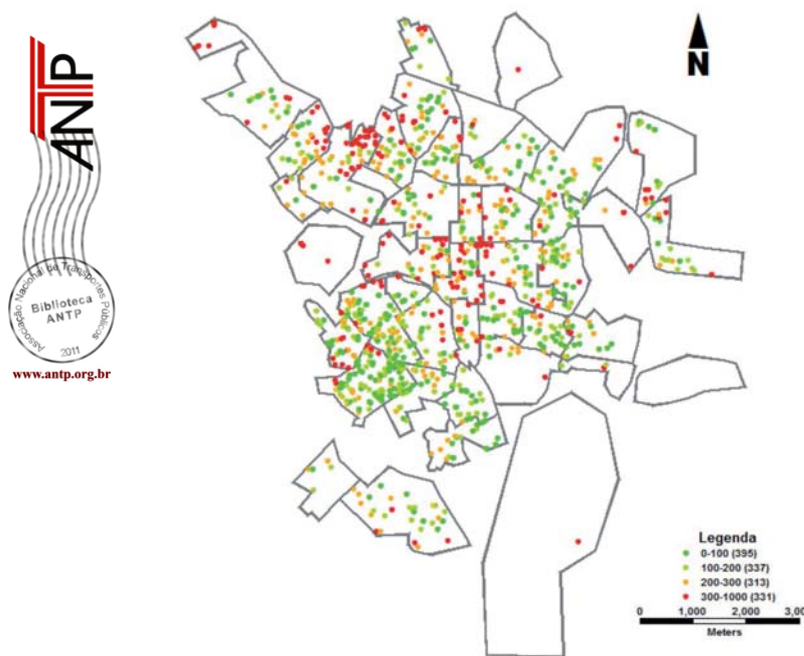 ANTP
Associação Nacional de Transportes Públicos
Biblioteca
ANTP
2011
www.antp.org.br
N
Legenda
0-100 (395)
100-200 (337)
200-300 (313)
300-1000 (331)
0 1,000 2,000 3,00
Meters